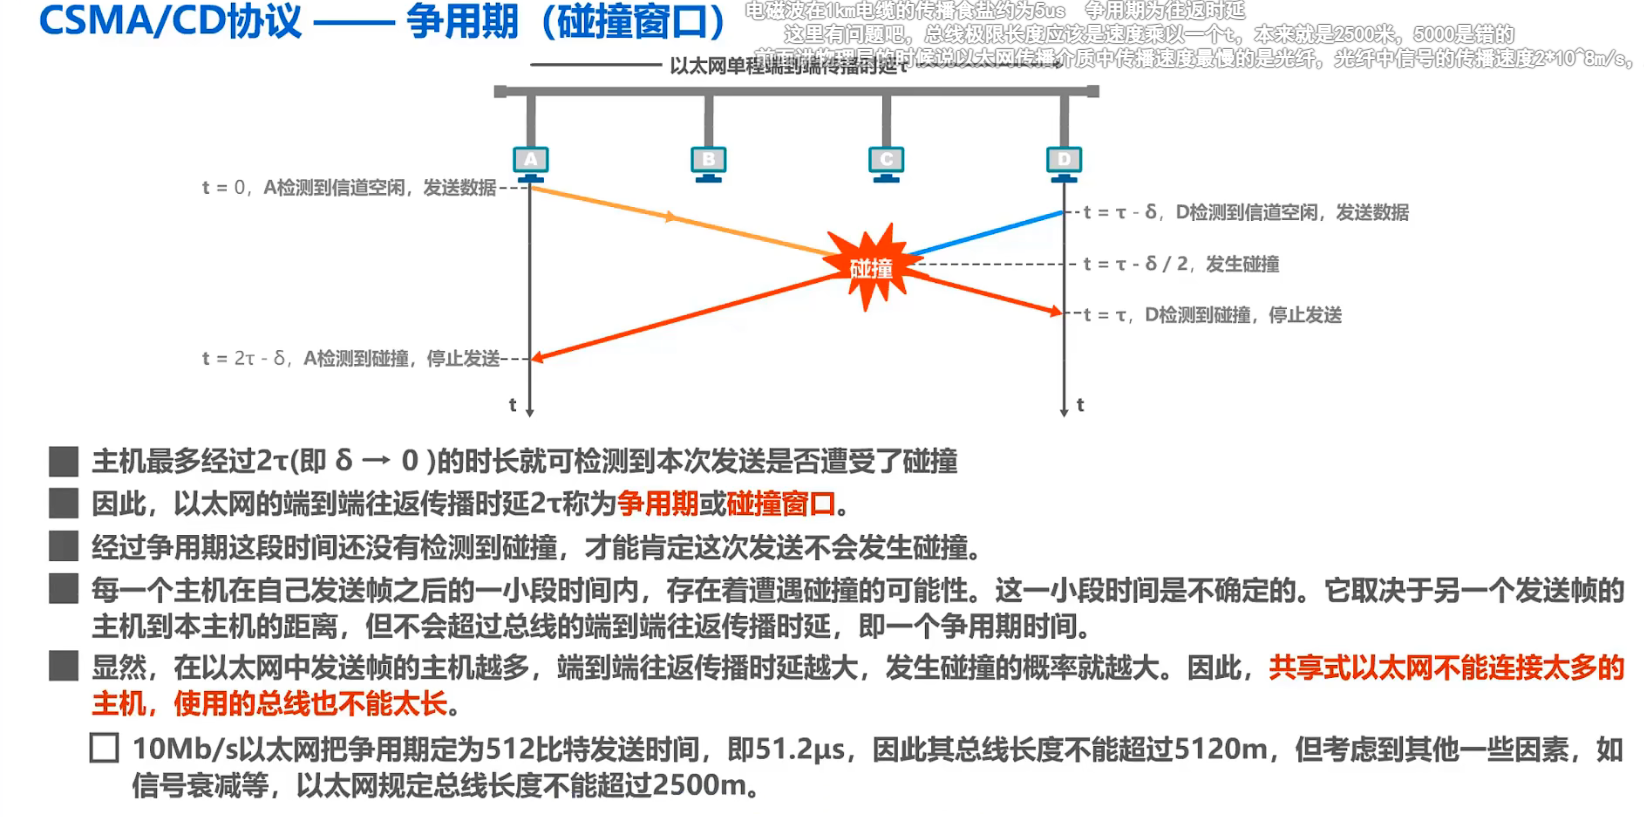 CSMA/CD协议 —— 争用期（碰撞窗口）
电磁波在1km电缆的传播食盐约为5us 争用期为往返时延
这里有问题吧，总线极限长度应该是速度乘以一个t，本来就是2500米，5000是错的
前面讲物理层的时候说以太网传播介质中传播速度最慢的是光纤，光纤中信号的传播速度2*10^8m/s,
以太网单程端到端传播时延τ
A
B
C
D
t = 0，A检测到信道空闲，发送数据
t = τ - δ，D检测到信道空闲，发送数据
碰撞
t = τ - δ / 2，发生碰撞
t = τ，D检测到碰撞，停止发送
t = 2τ - δ，A检测到碰撞，停止发送
t
t
主机最多经过2τ(即 δ → 0 )的时长就可检测到本次发送是否遭受了碰撞
因此，以太网的端到端往返传播时延2τ称为争用期或碰撞窗口。
经过争用期这段时间还没有检测到碰撞，才能肯定这次发送不会发生碰撞。
每一个主机在自己发送帧之后的一小段时间内，存在着遭遇碰撞的可能性。这一小段时间是不确定的。它取决于另一个发送帧的
主机到本主机的距离，但不会超过总线的端到端往返传播时延，即一个争用期时间。
显然，在以太网中发送帧的主机越多，端到端往返传播时延越大，发生碰撞的概率就越大。因此，共享式以太网不能连接太多的
主机，使用的总线也不能太长。
10Mb/s以太网把争用期定为512比特发送时间，即51.2μs，因此其总线长度不能超过5120m，但考虑到其他一些因素，如
信号衰减等，以太网规定总线长度不能超过2500m。